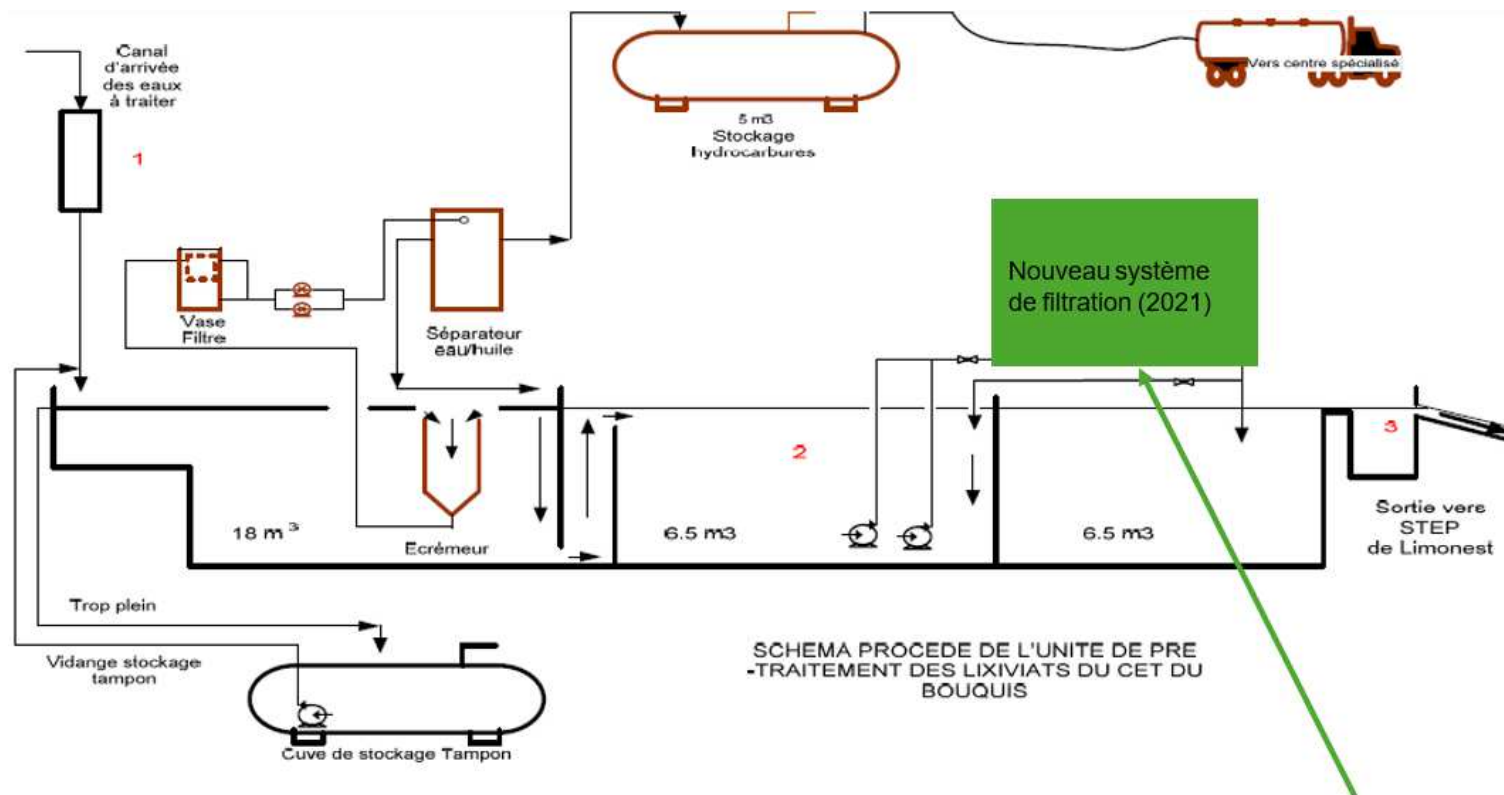 Canal
d'arrivée
des eaux
à traiter
1
5 m3
Stockage
hydrocarbures
Vers centre spécialisé
Vase
Filtre
Séparateur
eau/huile
Nouveau système
de filtration (2021)
18 m³
Ecrémeur
2
6.5 m3
6.5 m3
3
Sortie vers
STEP
de Limonest
Trop plein
Vidange stockage
tampon
Cuve de stockage Tampon
SCHEMA PROCEDE DE L'UNITE DE PRE
-TRAITEMENT DES LIXIVIATS DU CET DU
BOUQUIS